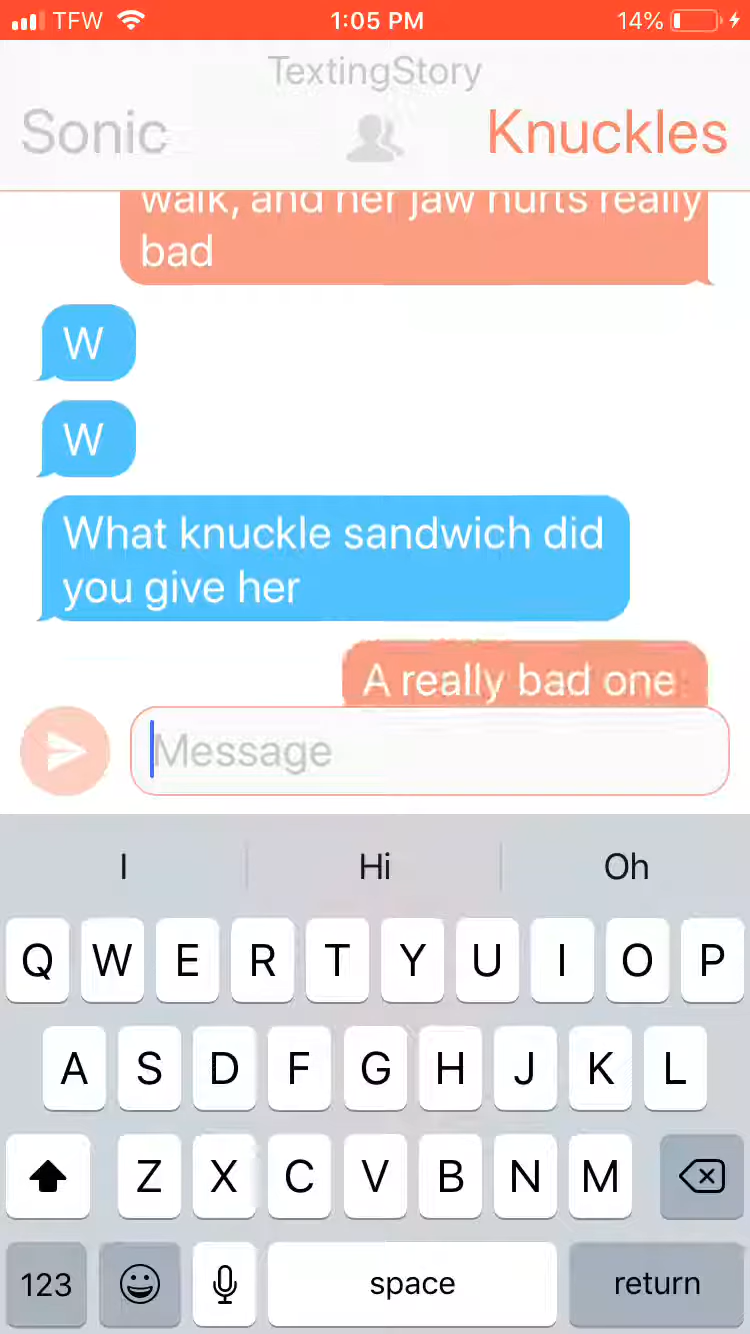 TFW 1:05 PM 14%
TextingStory
Sonic Knuckles
walk, and her jaw hurts really
bad
W
W
What knuckle sandwich did
you give her
A really bad one
Message
I Hi Oh
Q W E R T Y U I O P
A S D F G H J K L
Z X C V B N M
123 space return